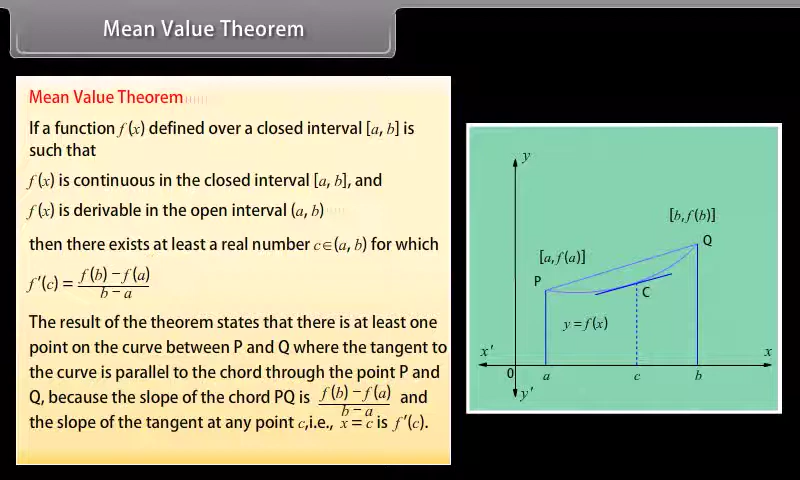 Mean Value Theorem
Mean Value Theorem
If a function f (x) defined over a closed interval [a, b] is
such that
f (x) is continuous in the closed interval [a, b], and
f (x) is derivable in the open interval (a, b)
then there exists at least a real number c∈(a, b) for which
f ′(c) = f (b) – f (a) / b – a
The result of the theorem states that there is at least one
point on the curve between P and Q where the tangent to
the curve is parallel to the chord through the point P and
Q, because the slope of the chord PQ is f (b) – f (a) / b – a and
the slope of the tangent at any point c,i.e., x = c is f ′(c).
y
[b, f (b)]
Q
[a, f (a)]
P
C
y = f (x)
x′
x
0
a
c
b
y′